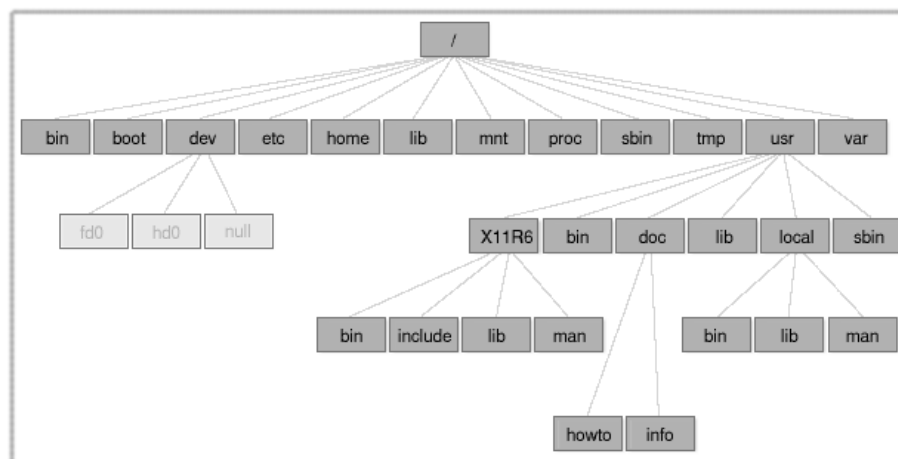 /
bin boot dev etc home lib mnt proc sbin tmp usr var
fd0 hd0 null X11R6 bin doc lib local sbin
bin include lib man bin lib man
howto info